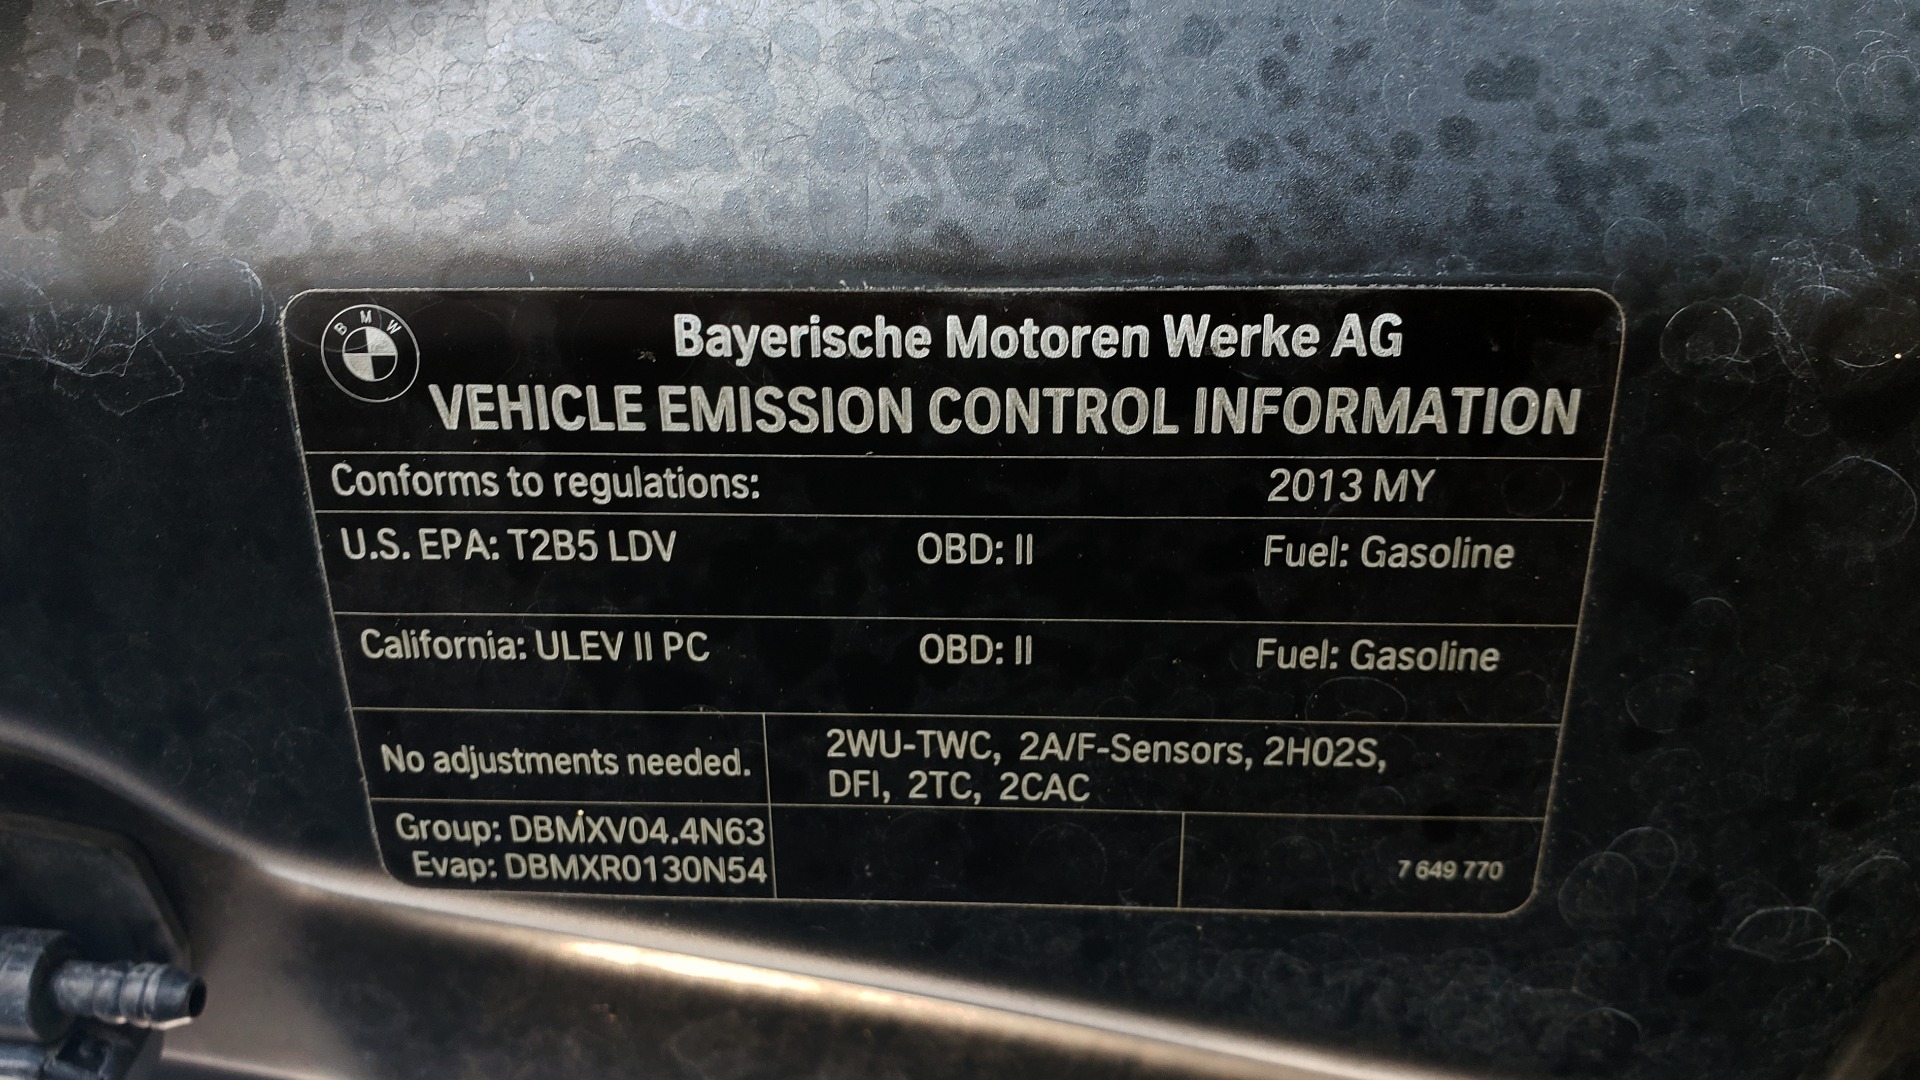 BMW
Bayerische Motoren Werke AG
VEHICLE EMISSION CONTROL INFORMATION
Conforms to regulations: 2013 MY
U.S. EPA: T2B5 LDV OBD: II Fuel: Gasoline
California: ULEV II PC OBD: II Fuel: Gasoline
No adjustments needed.
2WU-TWC, 2A/F-Sensors, 2HO2S,
DFI, 2TC, 2CAC
Group: DBMXV04.4N63
Evap: DBMXR0130N54
7 649 770